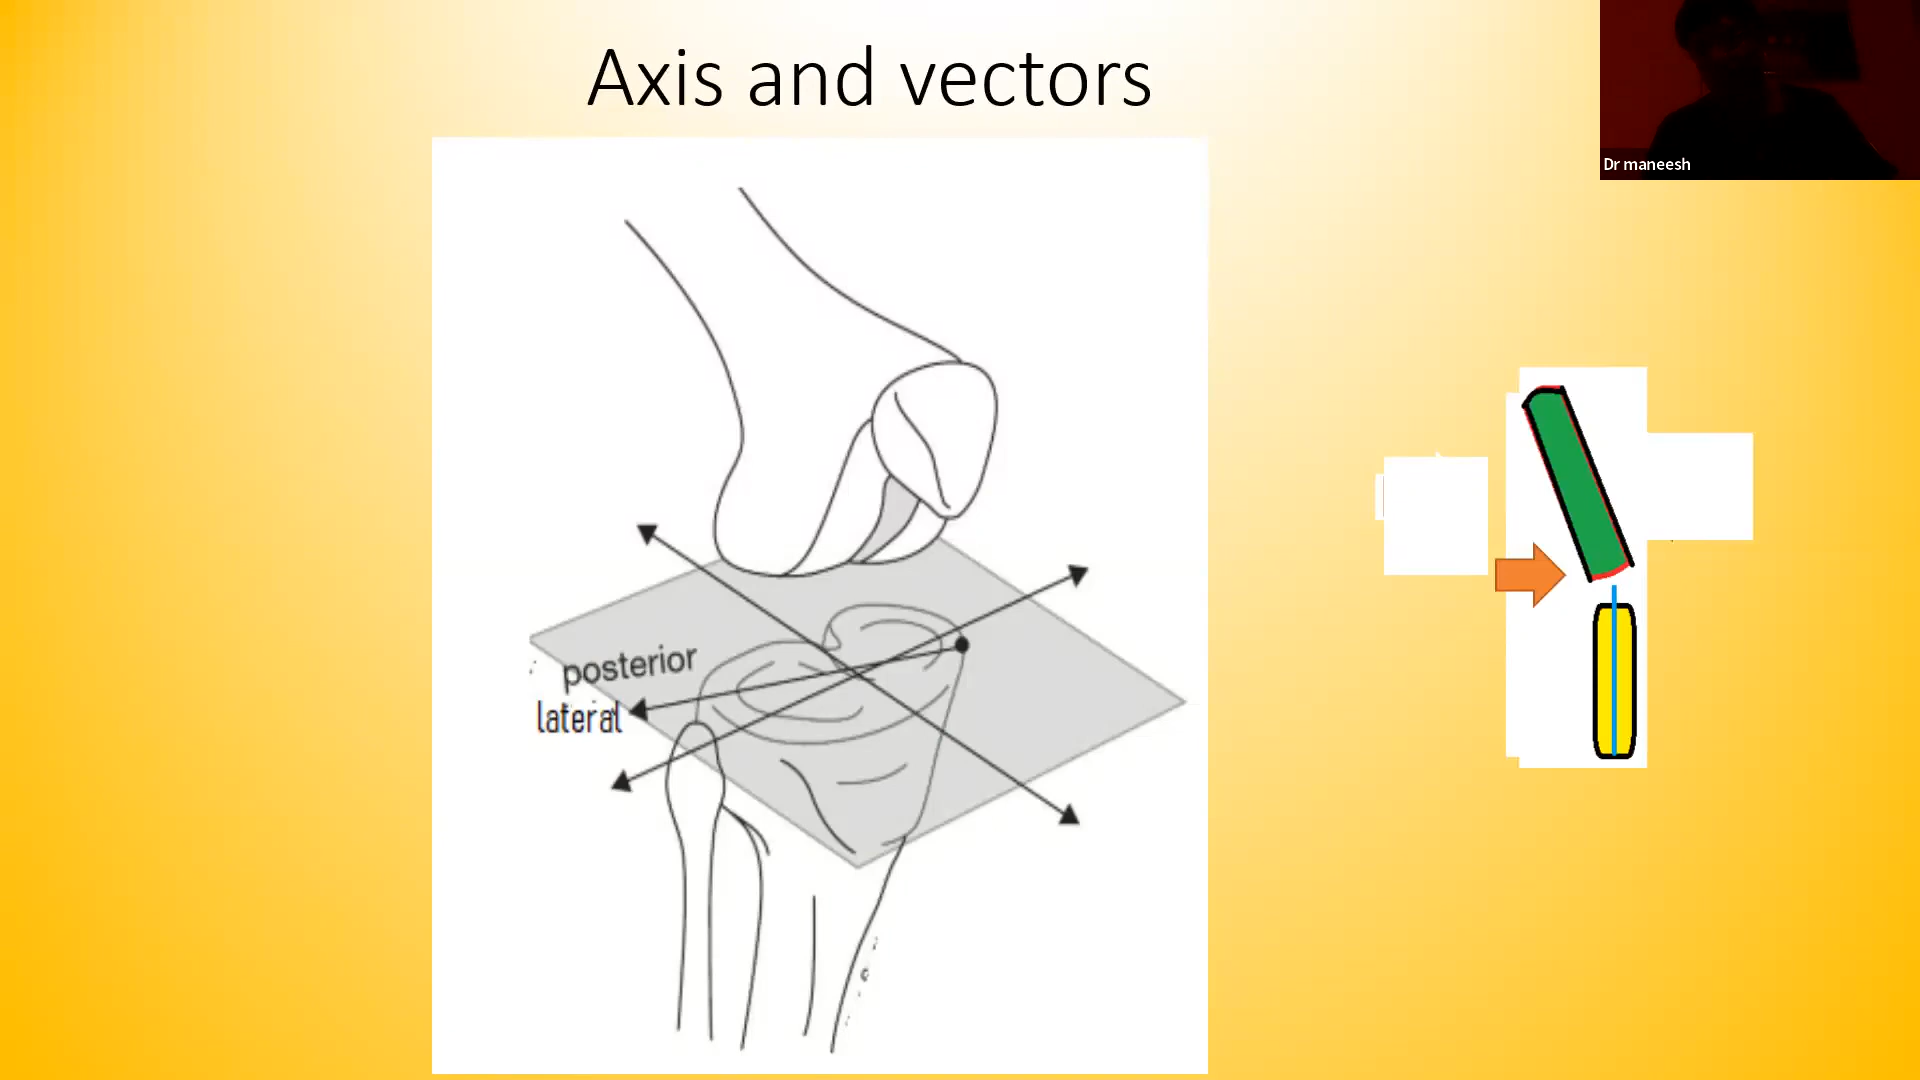 Axis and vectors
Dr maneesh
posterior
lateral